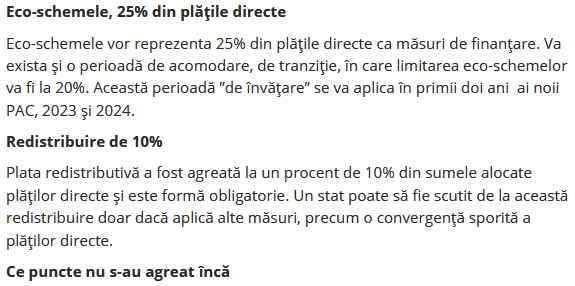 Eco-schemele, 25% din plăţile directe
Eco-schemele vor reprezenta 25% din plăţile directe ca măsuri de finanţare. Va
exista şi o perioadă de acomodare, de tranziţie, în care limitarea eco-schemelor
va fi la 20%. Această perioadă ”de învăţare” se va aplica în primii doi ani  ai noii
PAC, 2023 şi 2024.
Redistribuire de 10%
Plata redistributivă a fost agreată la un procent de 10% din sumele alocate
plăţilor directe şi este formă obligatorie. Un stat poate să fie scutit de la această
redistribuire doar dacă aplică alte măsuri, precum o convergenţă sporită a
plăţilor directe.
Ce puncte nu s-au agreat încă